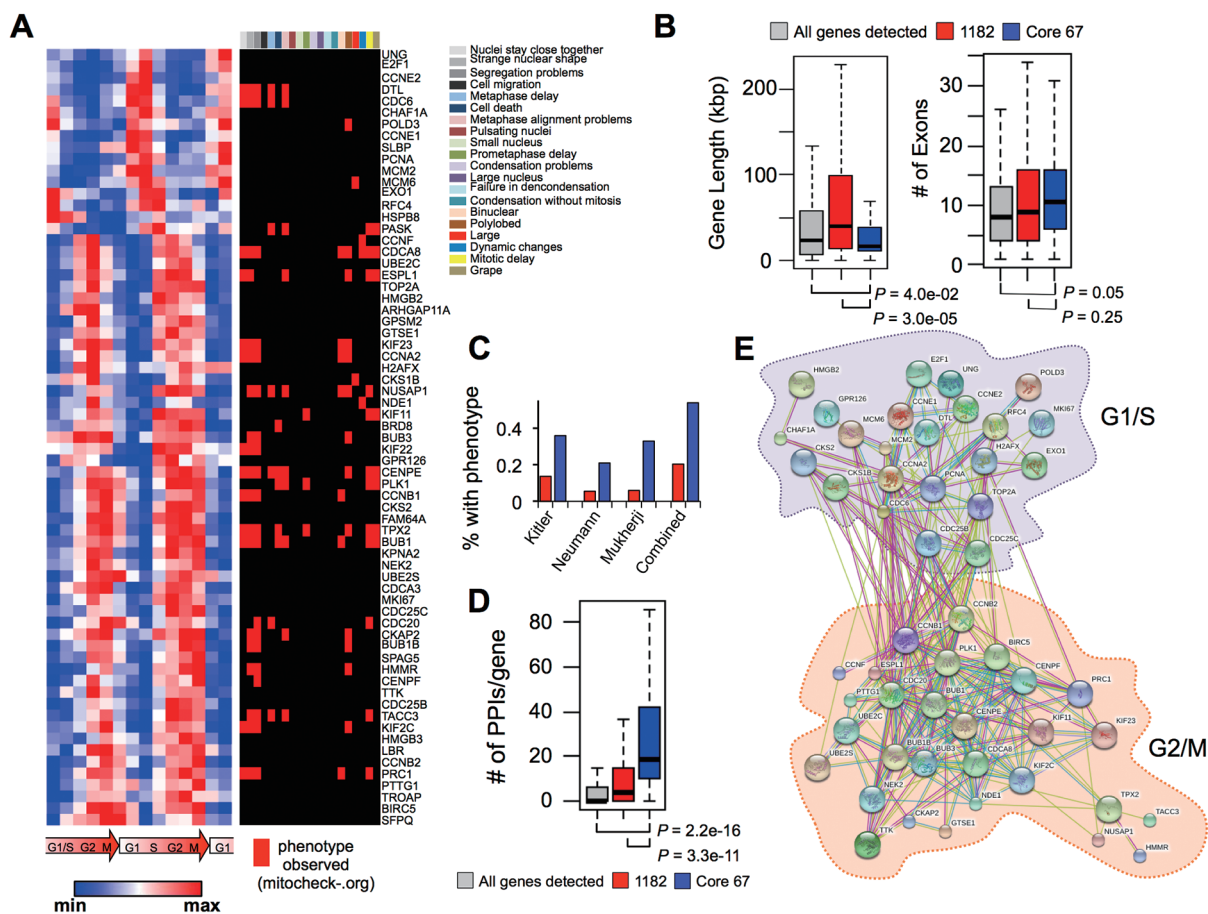 A
UNG
E2F1
CCNE2
DTL
CDC6
CHAF1A
POLD3
CCNE1
SLBP
PCNA
MCM2
MCM6
EXO1
RFC4
HSPB8
PASK
CCNF
CDCA8
UBE2C
ESPL1
TOP2A
HMGB2
ARHGAP11A
GPSM2
GTSE1
KIF23
CCNA2
H2AFX
CKS1B
NUSAP1
NDE1
KIF11
BRD8
BUB3
KIF22
GPR126
CENPE
PLK1
CCNB1
CKS2
FAM64A
TPX2
BUB1
KPNA2
NEK2
UBE2S
CDCA3
MKI67
CDC25C
CDC20
CKAP2
BUB1B
SPAG5
HMMR
CENPF
TTK
CDC25B
TACC3
KIF2C
HMGB3
LBR
CCNB2
PRC1
PTTG1
TROAP
BIRC5
SFPQ
Nuclei stay close together
Strange nuclear shape
Segregation problems
Cell migration
Metaphase delay
Cell death
Metaphase alignment problems
Pulsating nuclei
Small nucleus
Prometaphase delay
Condensation problems
Large nucleus
Failure in dencondensation
Condensation without mitosis
Binuclear
Polylobed
Large
Dynamic changes
Mitotic delay
Grape
G1/S G2 M G1 S G2 M G1
min max
phenotype
observed
(mitocheck-.org)
B
All genes detected 1182 Core 67
Gene Length (kbp)
200
100
0
P = 4.0e-02
P = 3.0e-05
# of Exons
30
20
10
0
P = 0.05
P = 0.25
C
% with phenotype
0.4
0.2
0
Kittler
Neumann
Mukherji
Combined
D
# of PPIs/gene
80
60
40
20
0
P = 2.2e-16
P = 3.3e-11
All genes detected 1182 Core 67
E
G1/S
E2F1
HMGB2
UNG
POLD3
GPR126
CCNE1
CCNE2
MCM6
DTL
RFC4
MKI67
CHAF1A
MCM2
H2AFX
CKS2
CCNA2
EXO1
CKS1B
PCNA
CDC6
TOP2A
CDC25B
CDC25C
G2/M
CCNB2
CCNB1
PLK1
BIRC5
CCNF
ESPL1
CENPF
PRC1
CDC20
PTTG1
BUB1
UBE2C
CENPE
KIF11
KIF23
UBE2S
BUB1B
BUB3
CDCA8
KIF2C
NEK2
NDE1
TPX2
CKAP2
TACC3
TTK
GTSE1
NUSAP1
HMMR